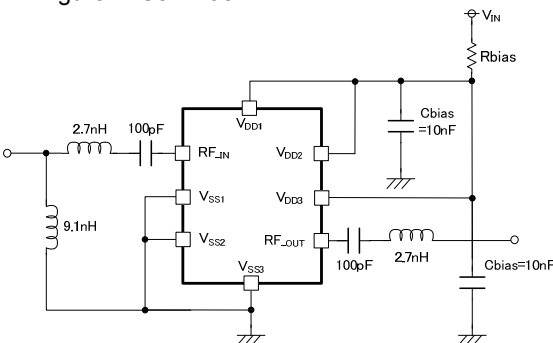 VIN
Rbias
Cbias
=10nF
VDD1
2.7nH
100pF
RF_IN
VDD2
VSS1
VDD3
9.1nH
VSS2
RF_OUT
VSS3
100pF
2.7nH
Cbias=10nF